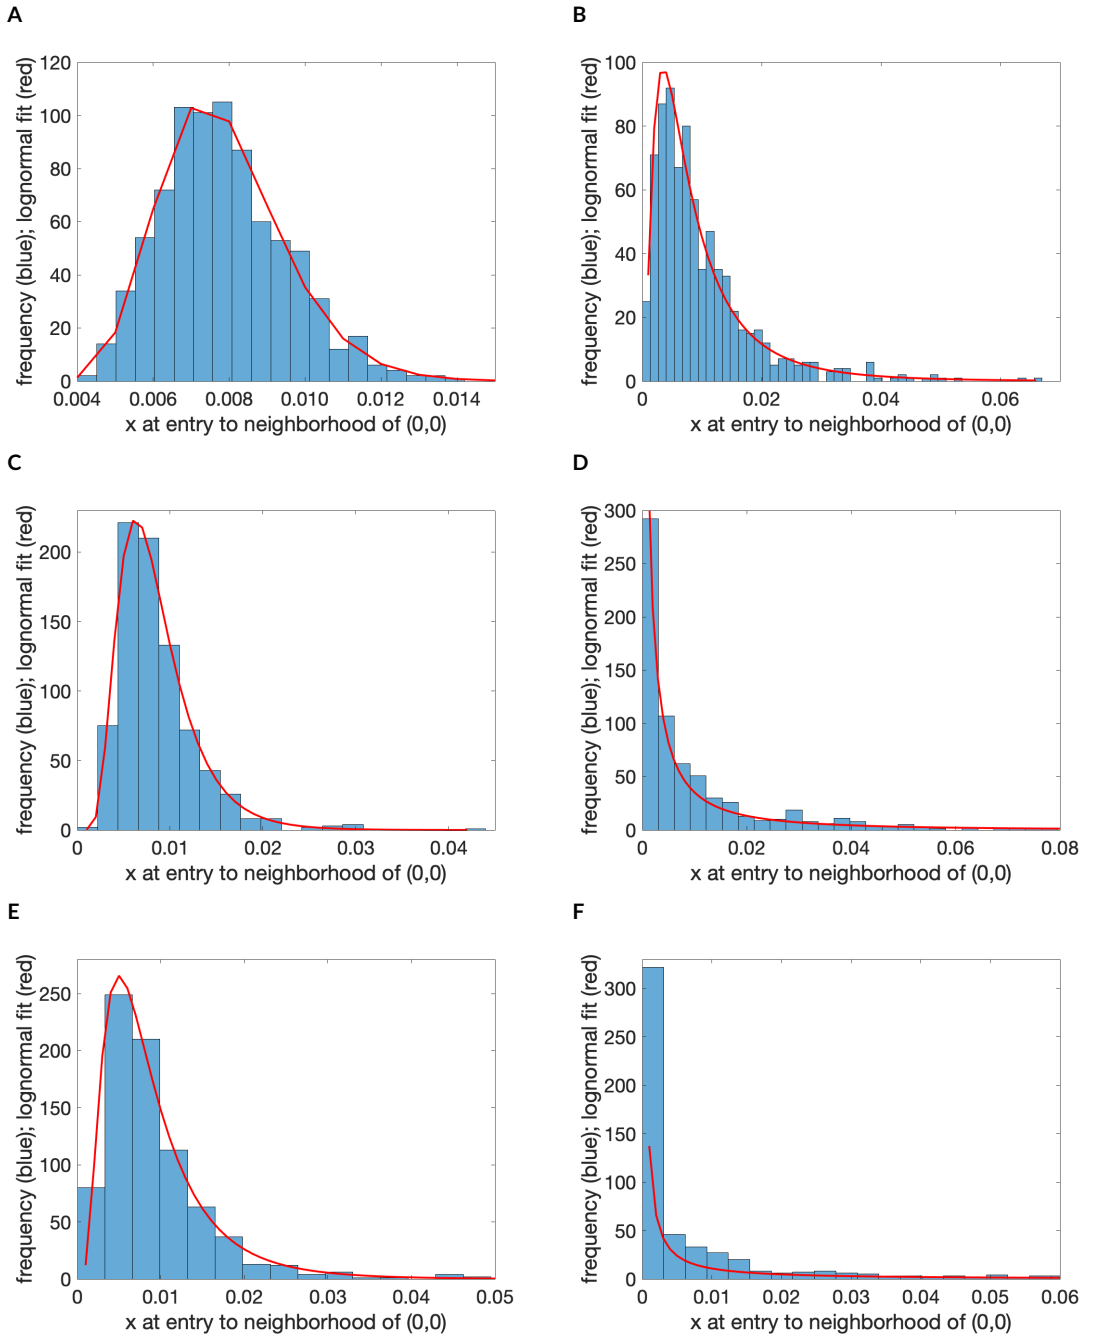 A
frequency (blue); lognormal fit (red)
120
100
80
60
40
20
0
0.004 0.006 0.008 0.010 0.012 0.014
x at entry to neighborhood of (0,0)
B
frequency (blue); lognormal fit (red)
100
80
60
40
20
0
0 0.02 0.04 0.06
x at entry to neighborhood of (0,0)
C
frequency (blue); lognormal fit (red)
200
150
100
50
0
0 0.01 0.02 0.03 0.04
x at entry to neighborhood of (0,0)
D
frequency (blue); lognormal fit (red)
300
250
200
150
100
50
0
0 0.02 0.04 0.06 0.08
x at entry to neighborhood of (0,0)
E
frequency (blue); lognormal fit (red)
250
200
150
100
50
0
0 0.01 0.02 0.03 0.04 0.05
x at entry to neighborhood of (0,0)
F
frequency (blue); lognormal fit (red)
300
250
200
150
100
50
0
0 0.01 0.02 0.03 0.04 0.05 0.06
x at entry to neighborhood of (0,0)